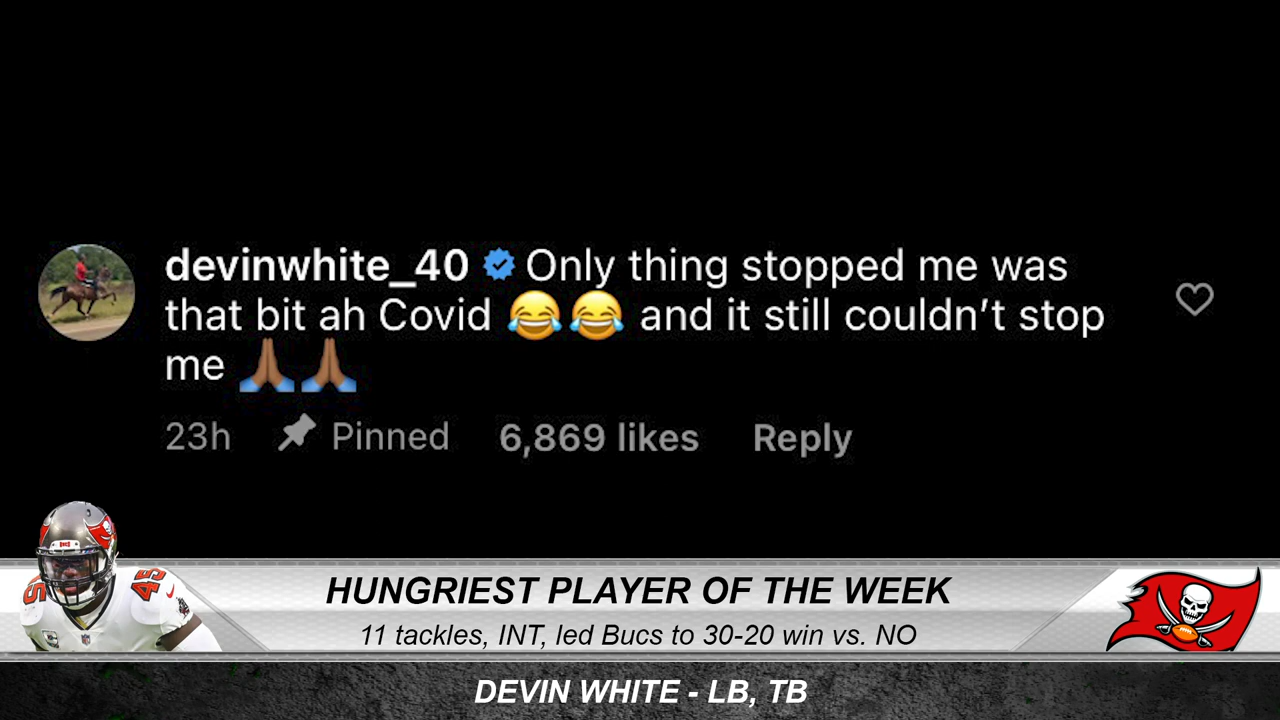 devinwhite_40 Only thing stopped me was
that bit ah Covid 😂😂 and it still couldn’t stop
me 🙏🏾🙏🏾
23h Pinned 6,869 likes Reply
HUNGRIEST PLAYER OF THE WEEK
45
11 tackles, INT, led Bucs to 30-20 win vs. NO
DEVIN WHITE - LB, TB